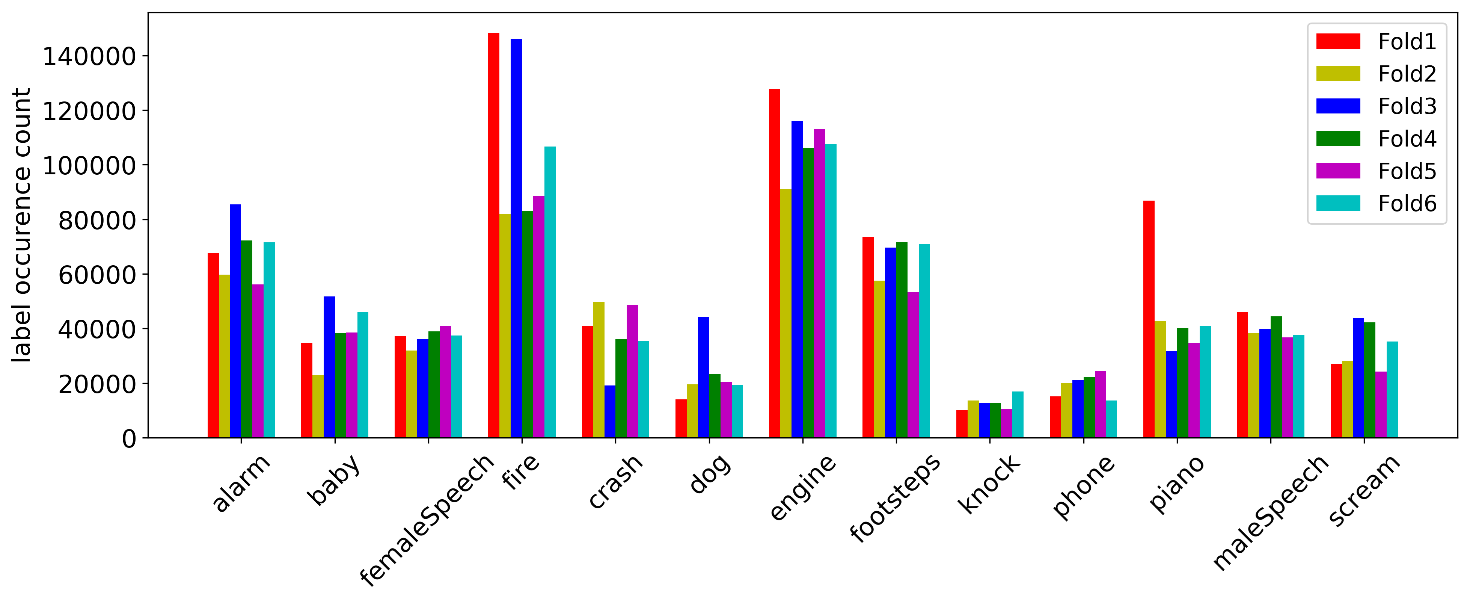 label occurence count
140000
120000
100000
80000
60000
40000
20000
0
alarm
baby
femaleSpeech
fire
crash
dog
engine
footsteps
knock
phone
piano
maleSpeech
scream
Fold1
Fold2
Fold3
Fold4
Fold5
Fold6